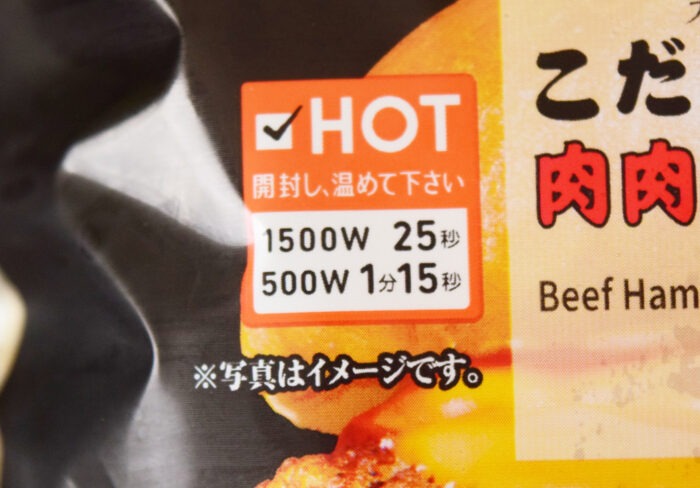 HOT
開封し、温めて下さい
1500W 25秒
500W 1分15秒
※写真はイメージです。
こだ
肉肉
Beef Ham